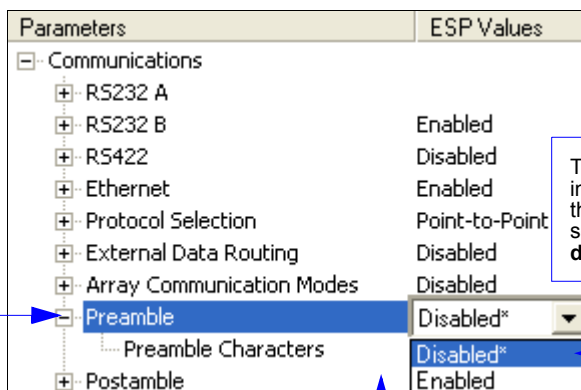 Parameters ESP Values
Communications
RS232 A
RS232 B Enabled
RS422 Disabled
Ethernet Enabled
Protocol Selection Point-to-Point
External Data Routing Disabled
Array Communication Modes Disabled
Preamble Disabled*
Preamble Characters Disabled*
Postamble Enabled